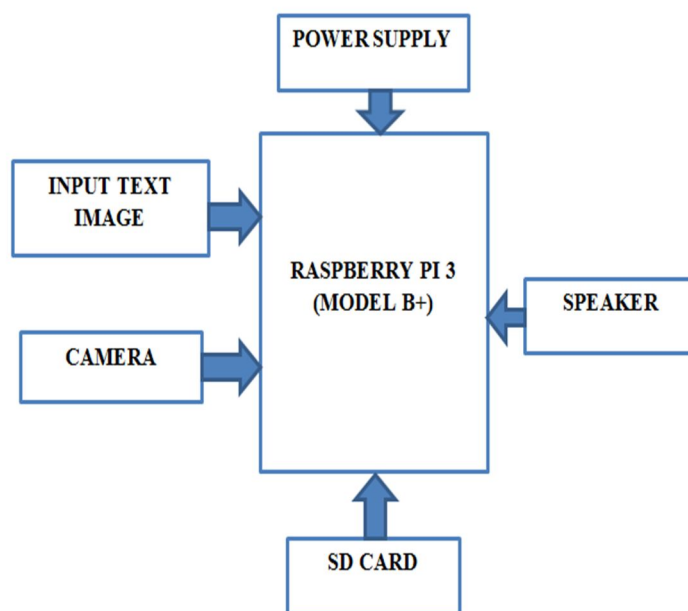 POWER SUPPLY
INPUT TEXT
IMAGE
RASPBERRY PI 3
(MODEL B+)
SPEAKER
CAMERA
SD CARD